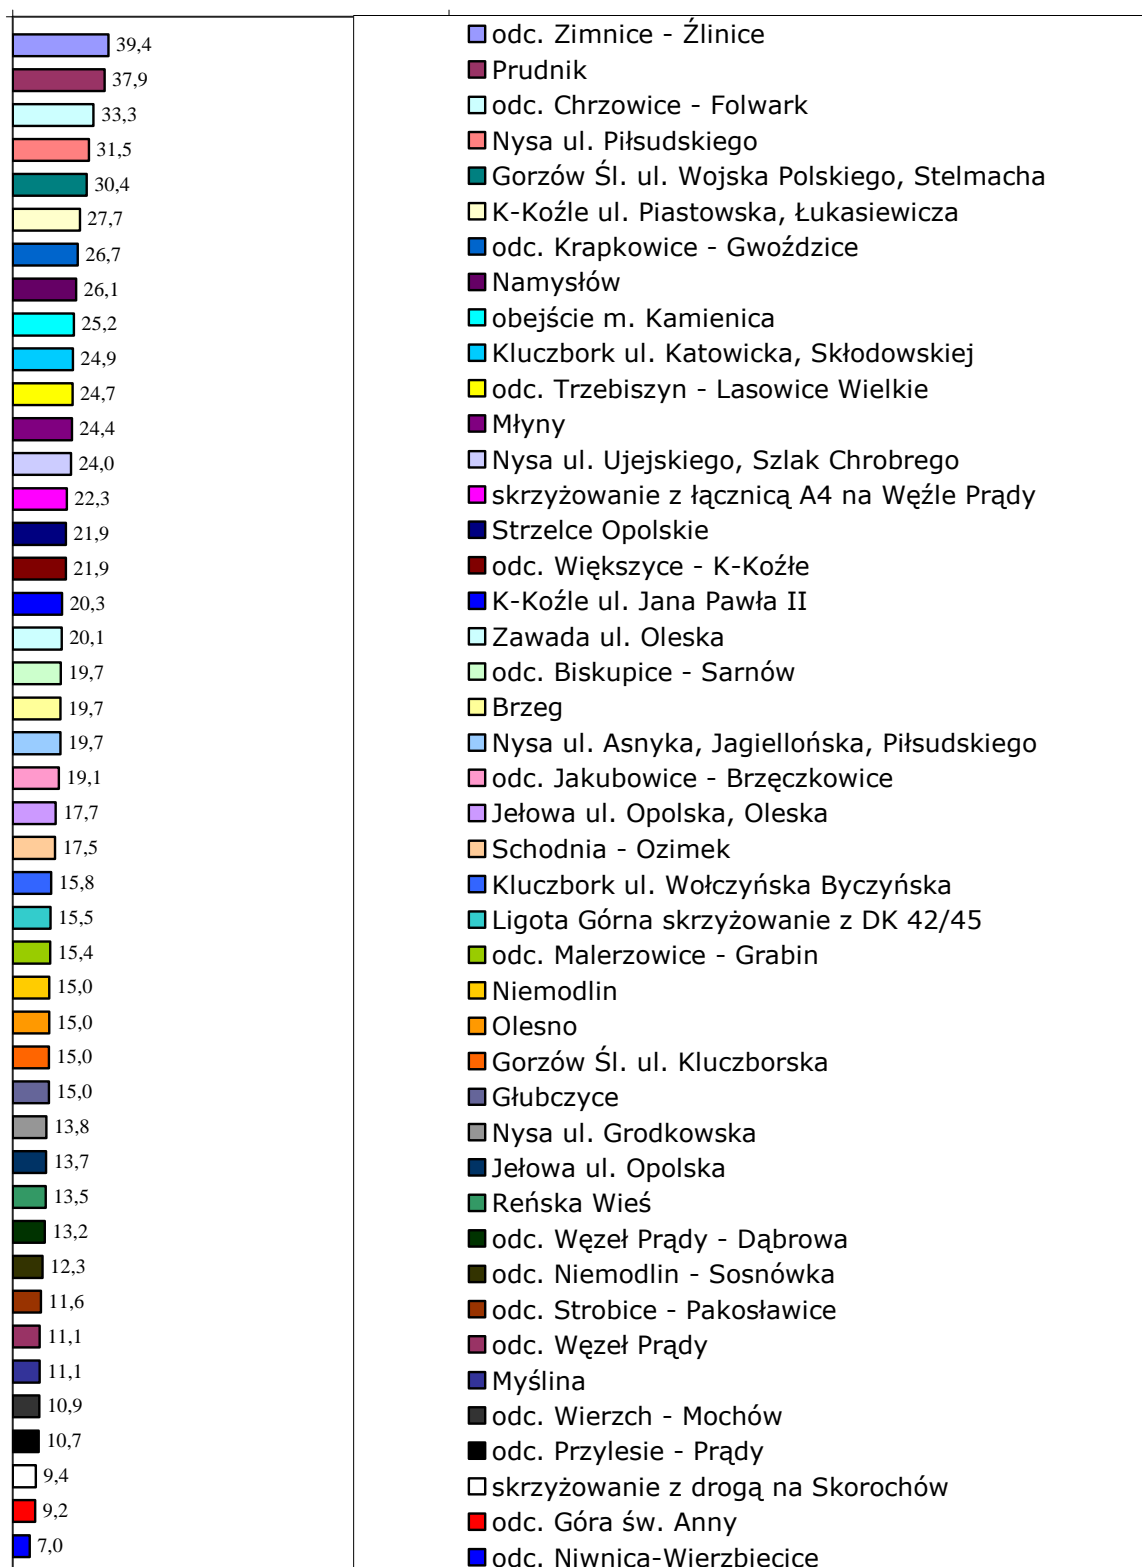 39,4 odc. Zimnice - Źlinice
37,9 Prudnik
33,3 odc. Chrzowice - Folwark
31,5 Nysa ul. Piłsudskiego
30,4 Gorzów Śl. ul. Wojska Polskiego, Stelmacha
27,7 K-Koźle ul. Piastowska, Łukasiewicza
26,7 odc. Krapkowice - Gwoździce
26,1 Namysłów
25,2 obejście m. Kamienica
24,9 Kluczbork ul. Katowicka, Skłodowskiej
24,7 odc. Trzebiszyn - Lasowice Wielkie
24,4 Młyny
24,0 Nysa ul. Ujejskiego, Szlak Chrobrego
22,3 skrzyżowanie z łącznicą A4 na Węźle Prądy
21,9 Strzelce Opolskie
21,9 odc. Większyce - K-Koźłe
20,3 K-Koźle ul. Jana Pawła II
20,1 Zawada ul. Oleska
19,7 odc. Biskupice - Sarnów
19,7 Brzeg
19,7 Nysa ul. Asnyka, Jagiellońska, Piłsudskiego
19,1 odc. Jakubowice - Brzęczkowice
17,7 Jełowa ul. Opolska, Oleska
17,5 Schodnia - Ozimek
15,8 Kluczbork ul. Wołczyńska Byczyńska
15,5 Ligota Górna skrzyżowanie z DK 42/45
15,4 odc. Malerzowice - Grabin
15,0 Niemodlin
15,0 Olesno
15,0 Gorzów Śl. ul. Kluczborska
15,0 Głubczyce
13,8 Nysa ul. Grodkowska
13,7 Jełowa ul. Opolska
13,5 Reńska Wieś
13,2 odc. Węzeł Prądy - Dąbrowa
12,3 odc. Niemodlin - Sosnówka
11,6 odc. Strobice - Pakosławice
11,1 odc. Węzeł Prądy
11,1 Myślina
10,9 odc. Wierzch - Mochów
10,7 odc. Przylesie - Prądy
9,4 skrzyżowanie z drogą na Skorochów
9,2 odc. Góra św. Anny
7,0 odc. Niwnica-Wierzbięcice